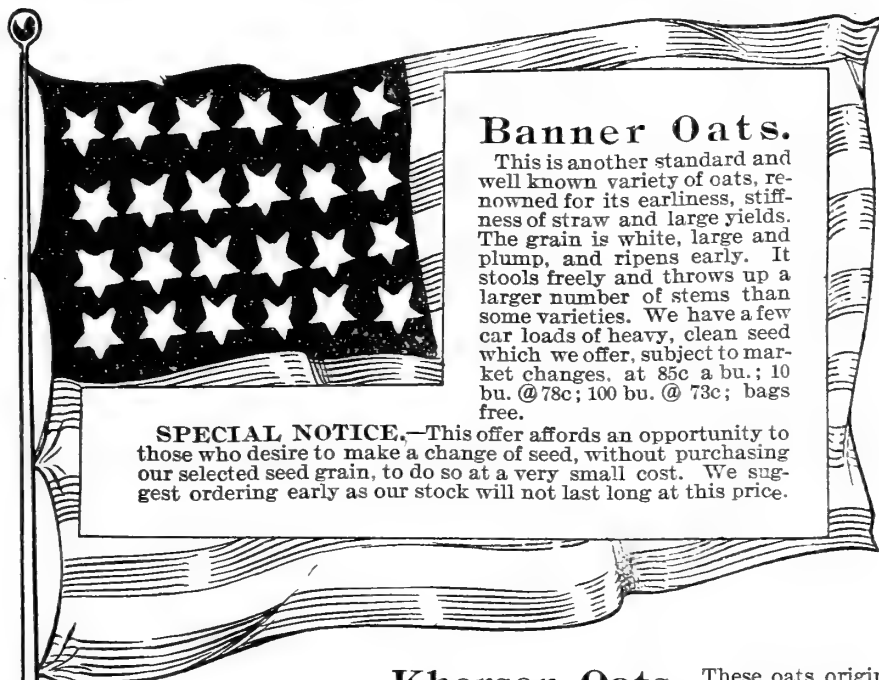 Banner Oats.
This is another standard and
well known variety of oats, re-
nowned for its earliness, stiff-
ness of straw and large yields.
The grain is white, large and
plump, and ripens early. It
stools freely and throws up a
larger number of stems than
some varieties. We have a few
car loads of heavy, clean seed
which we offer, subject to mar-
ket changes, at 85c a bu.; 10
bu. @ 78c; 100 bu. @ 73c; bags
free.
SPECIAL NOTICE.—This offer affords an opportunity to
those who desire to make a change of seed, without purchasing
our selected seed grain, to do so at a very small cost. We sug-
gest ordering early as our stock will not last long at this price.
Kherson Oats. These oats origin